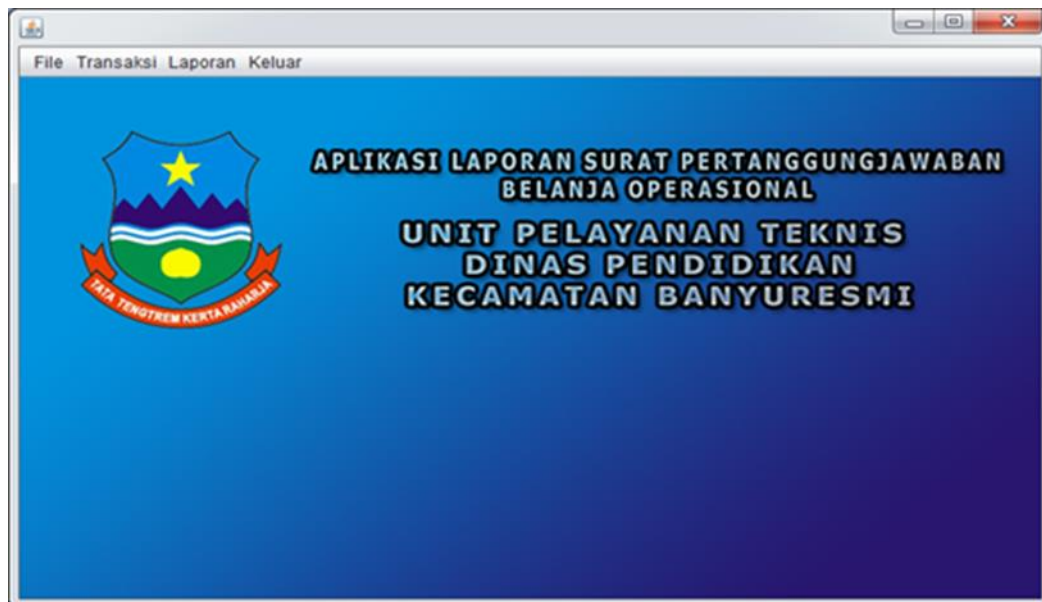 File Transaksi Laporan Keluar
APLIKASI LAPORAN SURAT PERTANGGUNGJAWABAN
BELANJA OPERASIONAL
UNIT PELAYANAN TEKNIS
DINAS PENDIDIKAN
KECAMATAN BANYURESMI
TATA TENGTREM KERTA RAHARJA